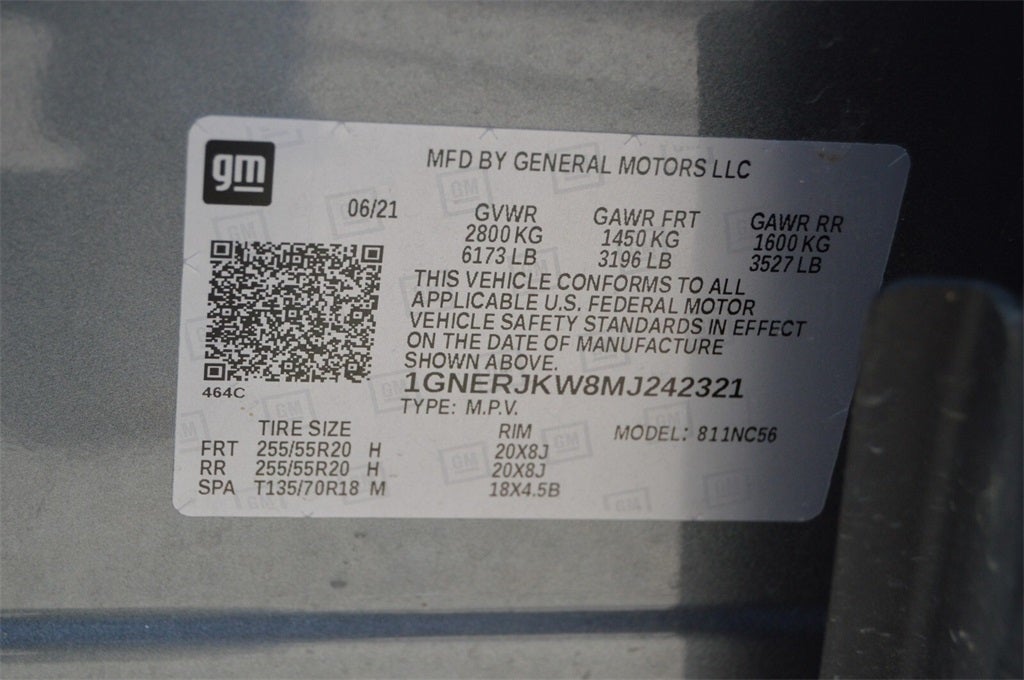 gm
MFD BY GENERAL MOTORS LLC
06/21
GVWR GAWR FRT GAWR RR
2800 KG 1450 KG 1600 KG
6173 LB 3196 LB 3527 LB
THIS VEHICLE CONFORMS TO ALL
APPLICABLE U.S. FEDERAL MOTOR
VEHICLE SAFETY STANDARDS IN EFFECT
ON THE DATE OF MANUFACTURE
SHOWN ABOVE.
1GNERJKW8MJ242321
TYPE: M.P.V.
464C
TIRE SIZE RIM MODEL: 811NC56
FRT 255/55R20 H 20X8J
RR 255/55R20 H 20X8J
SPA T135/70R18 M 18X4.5B